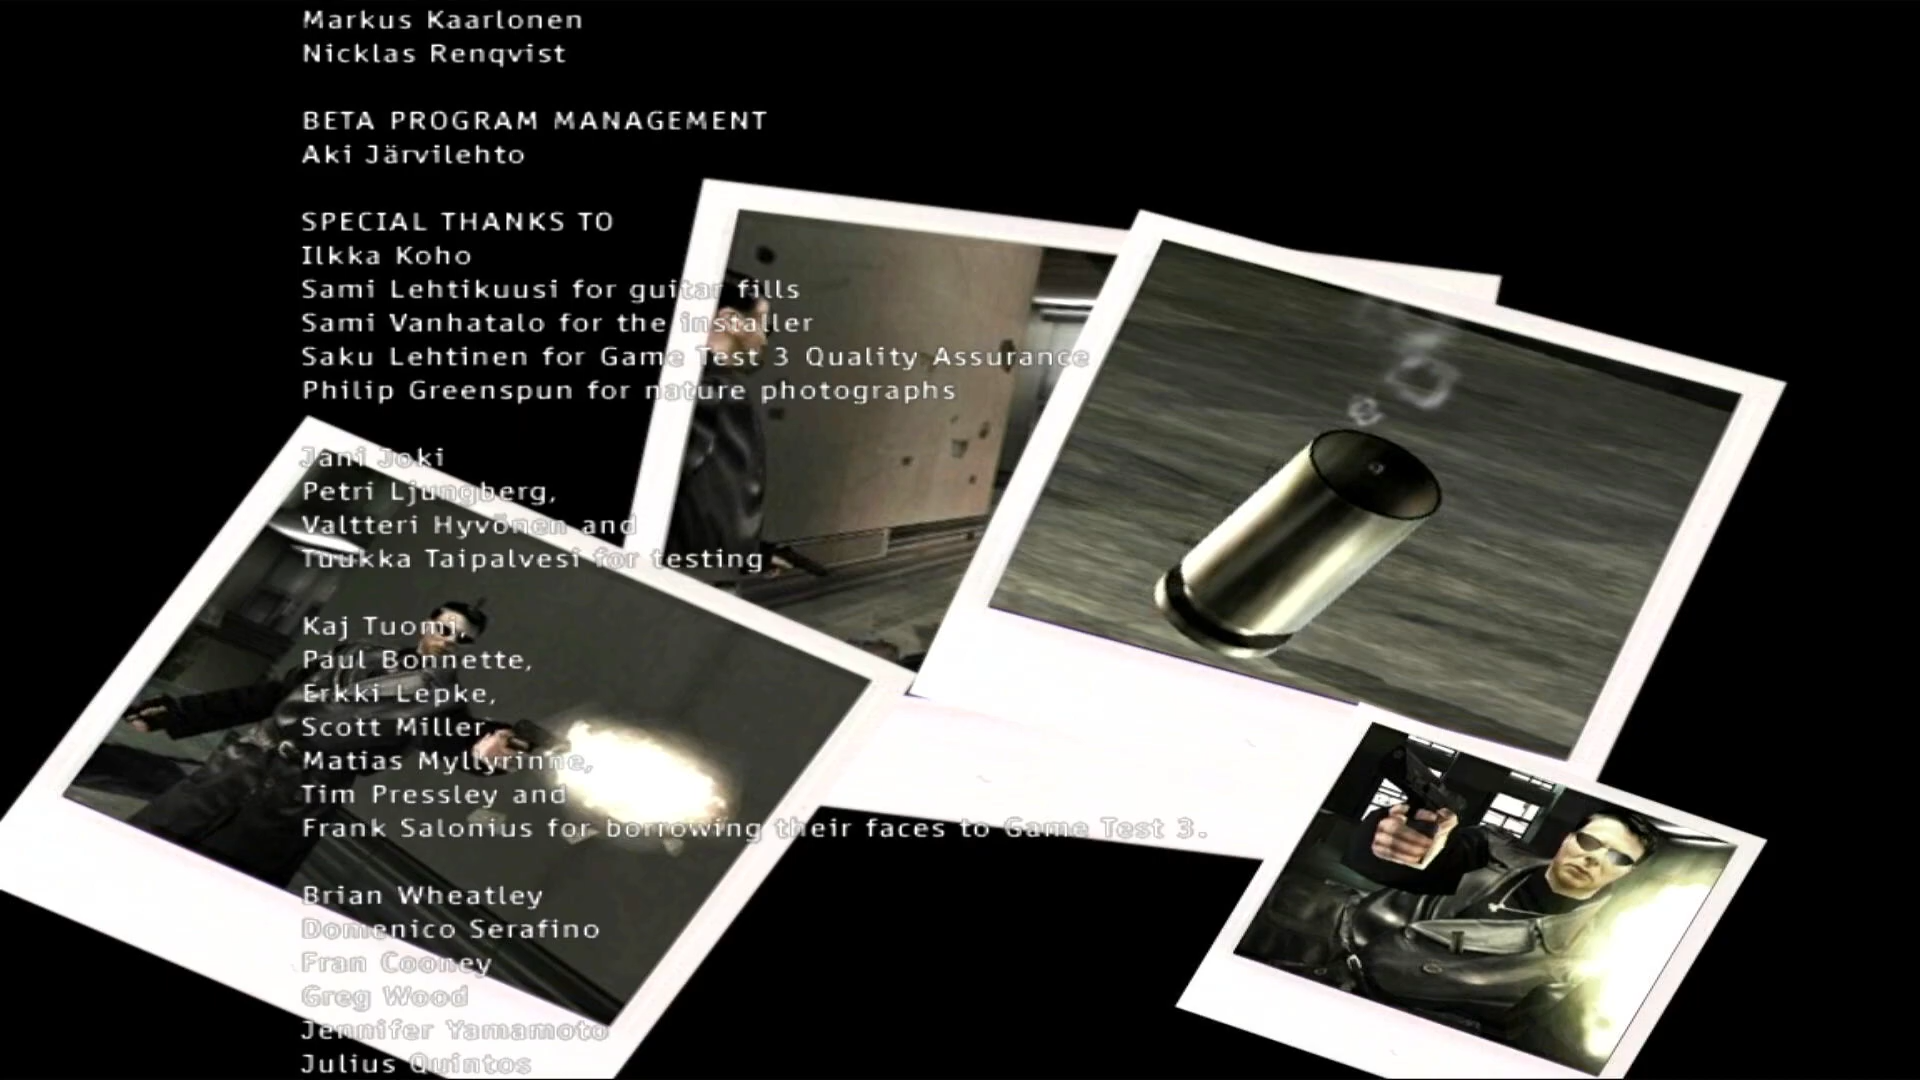 Markus Kaarlonen
Nicklas Renqvist
BETA PROGRAM MANAGEMENT
Aki Järvilehto
SPECIAL THANKS TO
Ilkka Koho
Sami Lehtikuusi for guitar fills
Sami Vanhatalo for the installer
Saku Lehtinen for Game Test 3 Quality Assurance
Philip Greenspun for nature photographs
Jani Joki
Petri Ljungberg,
Valtteri Hyvönen and
Tuukka Taipalvesi for testing
Kaj Tuomi,
Paul Bonnette,
Erkki Lepke,
Scott Miller,
Matias Myllyrinne,
Tim Pressley and
Frank Salonius for borrowing their faces to Game Test 3.
Brian Wheatley
Domenico Serafino
Fran Cooney
Greg Wood
Jennifer Yamamoto
Julius Quintos